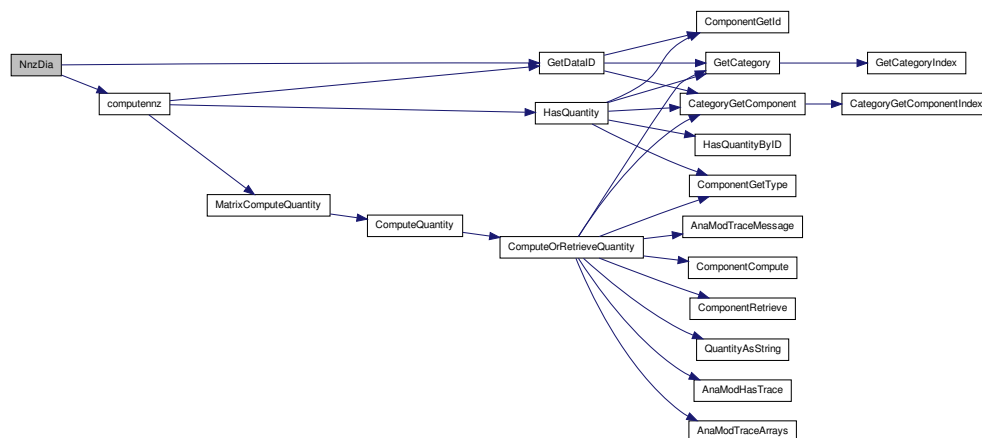 NnzDia
computennz
MatrixComputeQuantity
ComputeQuantity
ComputeOrRetrieveQuantity
GetDataID
HasQuantity
ComponentGetId
GetCategory
CategoryGetComponent
HasQuantityByID
ComponentGetType
AnaModTraceMessage
ComponentCompute
ComponentRetrieve
QuantityAsString
AnaModHasTrace
AnaModTraceArrays
GetCategoryIndex
CategoryGetComponentIndex